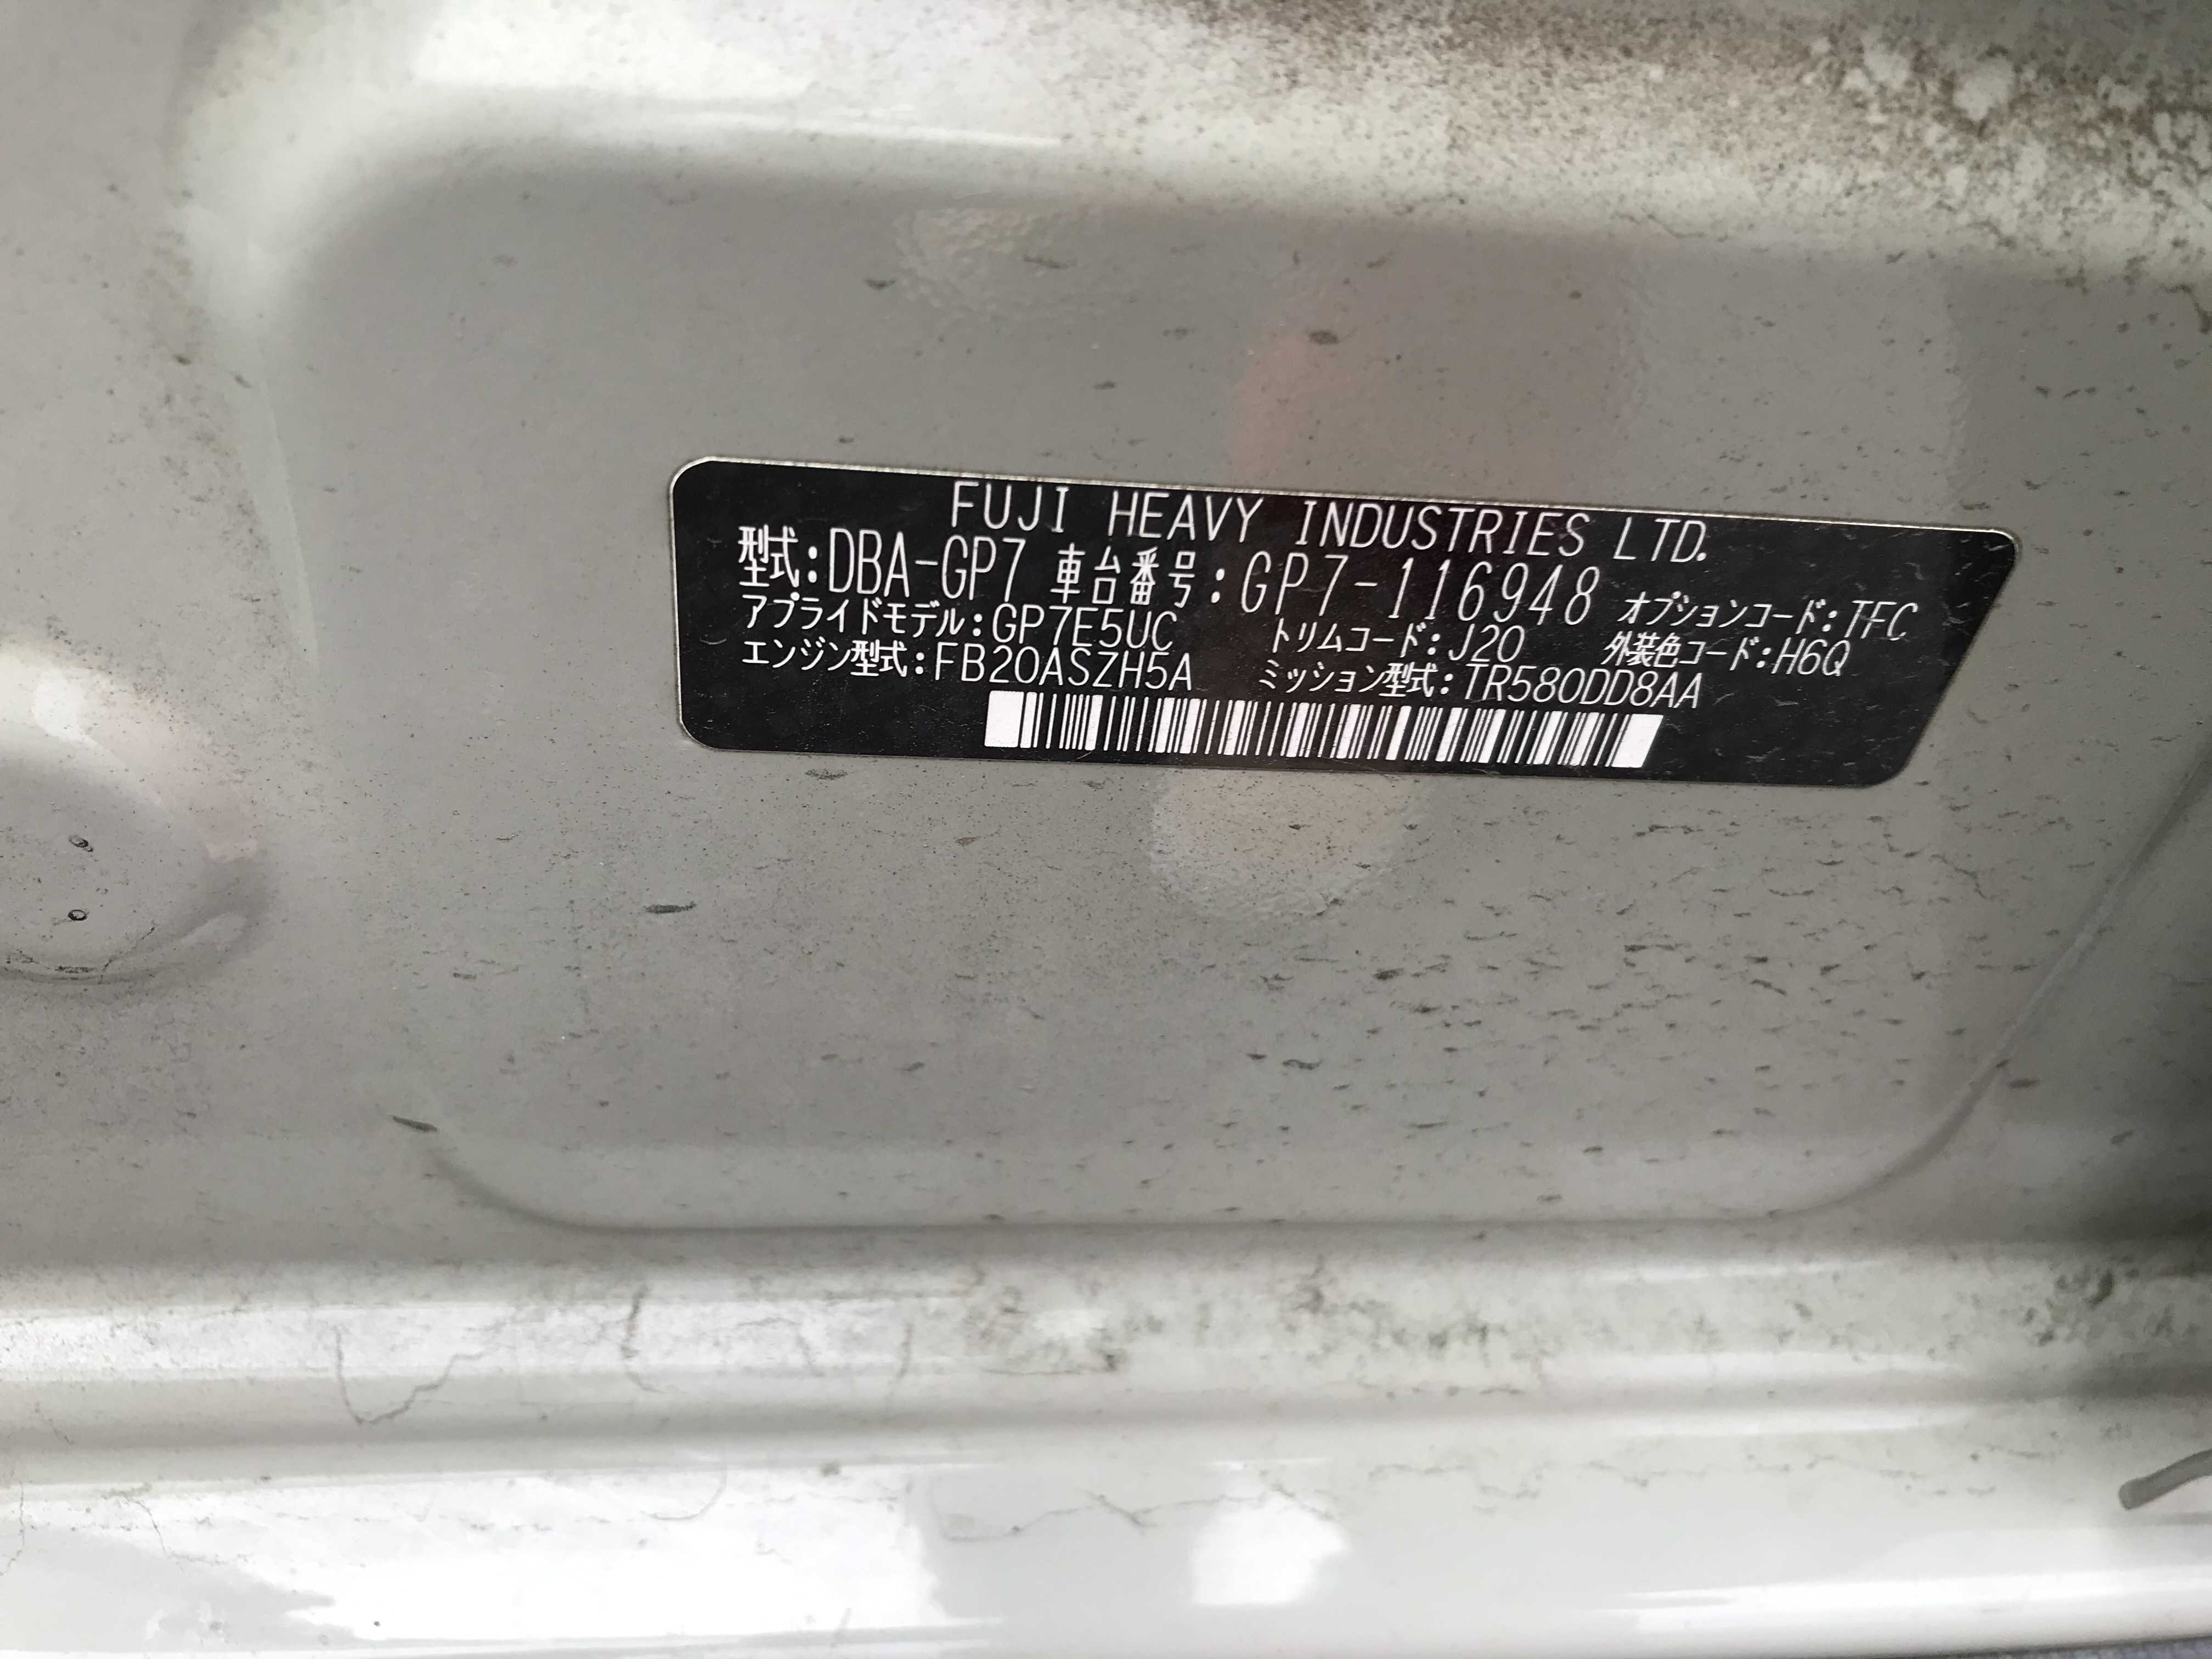 FUJI HEAVY INDUSTRIES LTD.
型式:DBA-GP7 車台番号:GP7-116948 オプションコード:TFC
アプライドモデル:GP7E5UC トリムコード:J20 外装色コード:H6Q
エンジン型式:FB20ASZH5A ミッション型式:TR580DD8AA